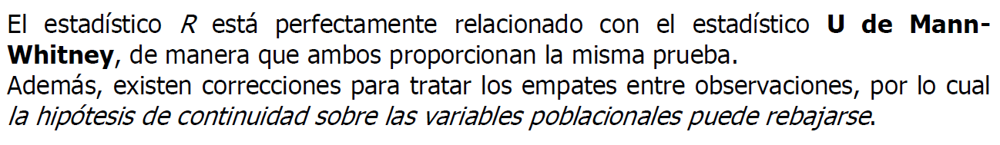 El estadístico R está perfectamente relacionado con el estadístico U de Mann-
Whitney, de manera que ambos proporcionan la misma prueba.
Además, existen correcciones para tratar los empates entre observaciones, por lo cual
la hipótesis de continuidad sobre las variables poblacionales puede rebajarse.